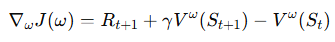 ∇_ω J(ω) = R_{t+1} + γV^ω(S_{t+1}) − V^ω(S_t)